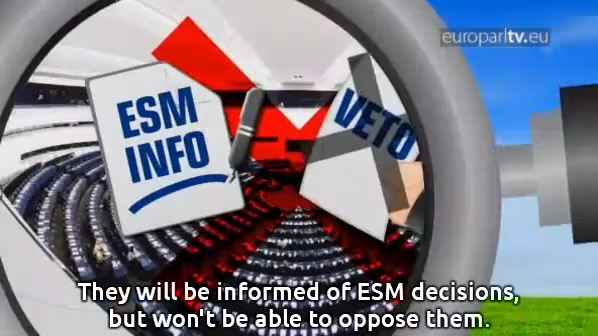 europarltv.eu
ESM
INFO
VETO
They will be informed of ESM decisions,
but won't be able to oppose them.